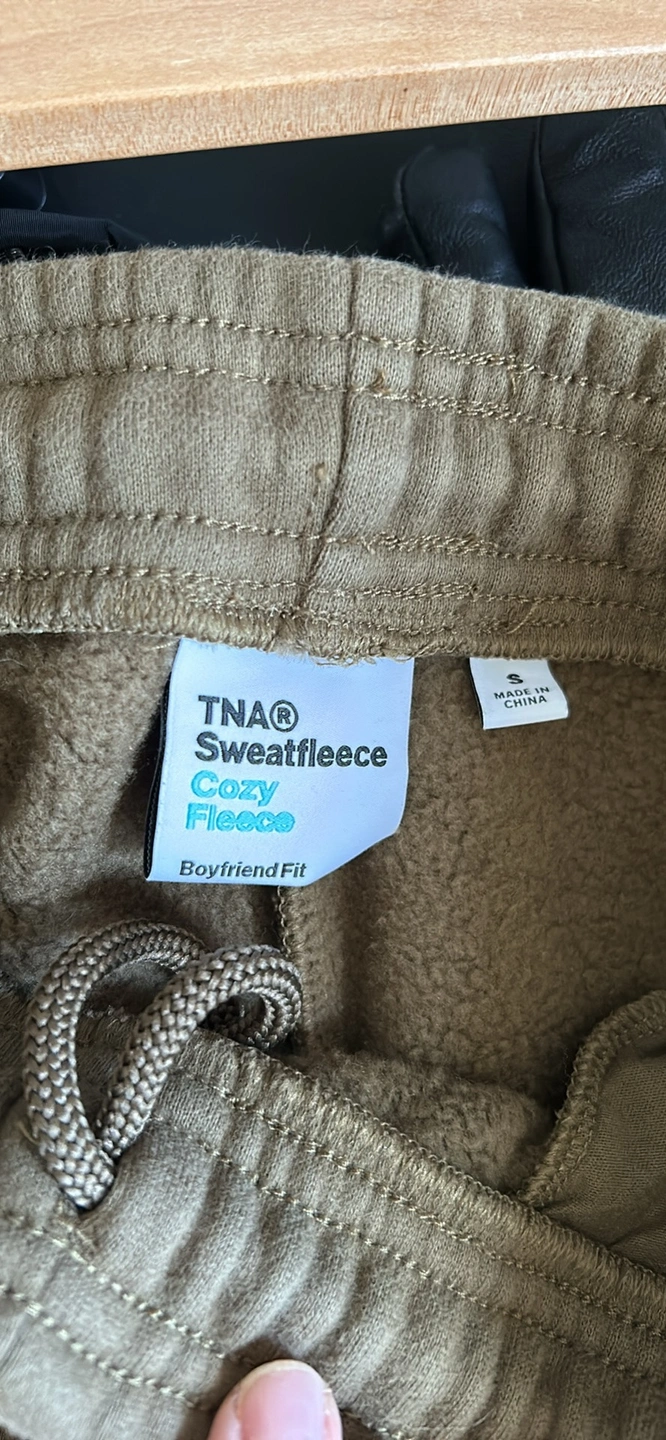 TNA®
Sweatfleece
Cozy
Fleece
Boyfriend Fit
S
MADE IN
CHINA